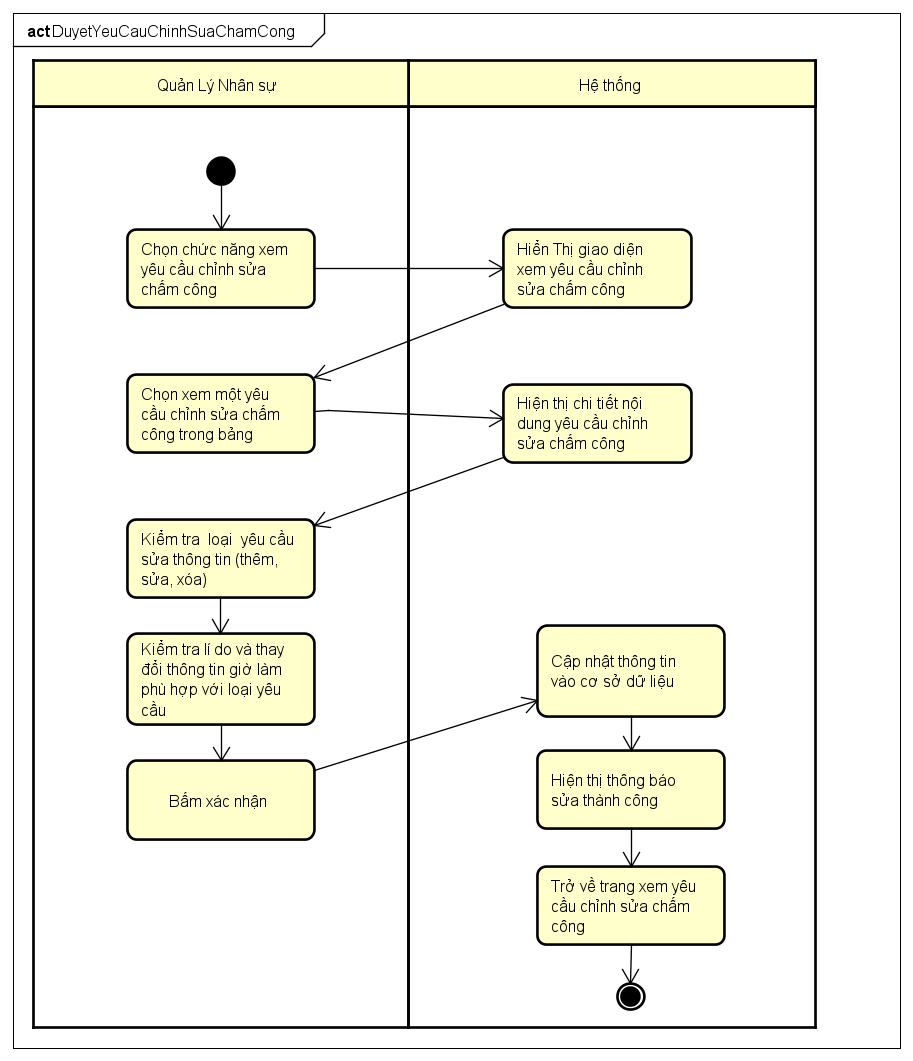 act DuyetYeuCauChinhSuaChamCong
Quản Lý Nhân sự
Hệ thống
Chọn chức năng xem
yêu cầu chỉnh sửa
chấm công
Hiển Thị giao diện
xem yêu cầu chỉnh
sửa chấm công
Chọn xem một yêu
cầu chỉnh sửa chấm
công trong bảng
Hiện thị chi tiết nội
dung yêu cầu chỉnh
sửa chấm công
Kiểm tra loại yêu cầu
sửa thông tin (thêm,
sửa, xóa)
Kiểm tra lí do và thay
đổi thông tin giờ làm
phù hợp với loại yêu
cầu
Bấm xác nhận
Cập nhật thông tin
vào cơ sở dữ liệu
Hiện thị thông báo
sửa thành công
Trở về trang xem yêu
cầu chỉnh sửa chấm
công